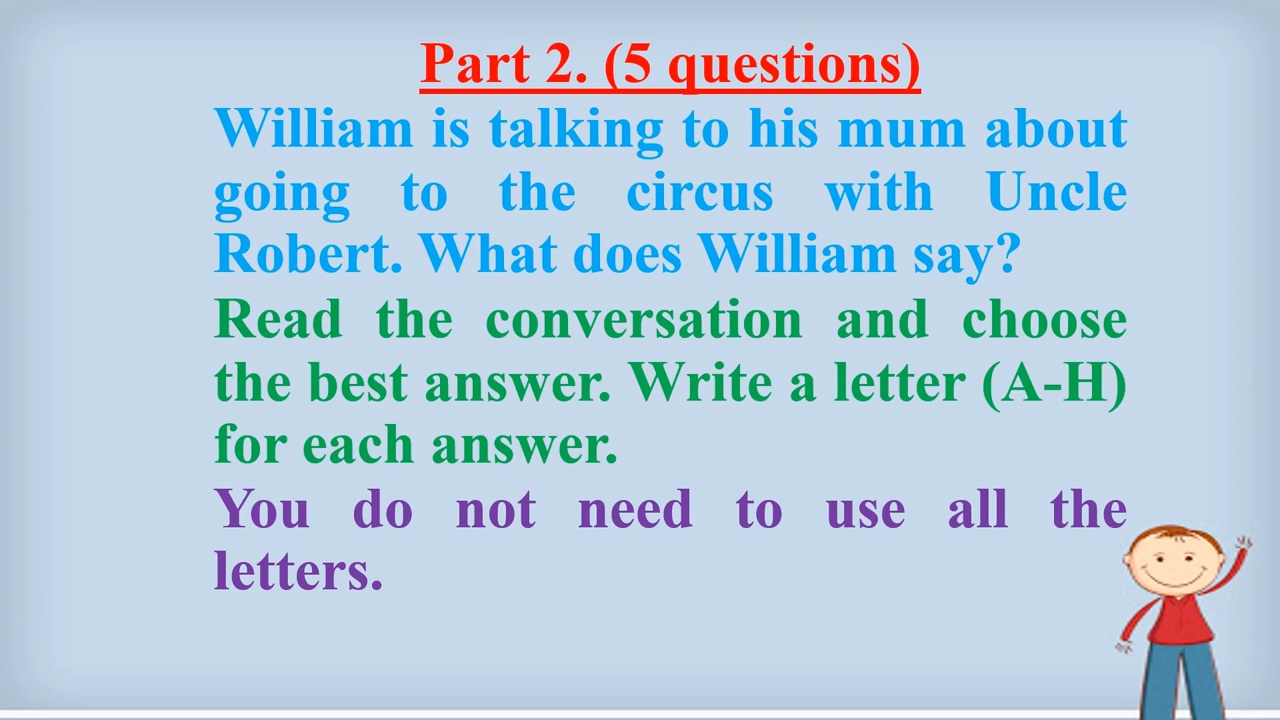 Part 2. (5 questions)
William is talking to his mum about
going to the circus with Uncle
Robert. What does William say?
Read the conversation and choose
the best answer. Write a letter (A-H)
for each answer.
You do not need to use all the
letters.